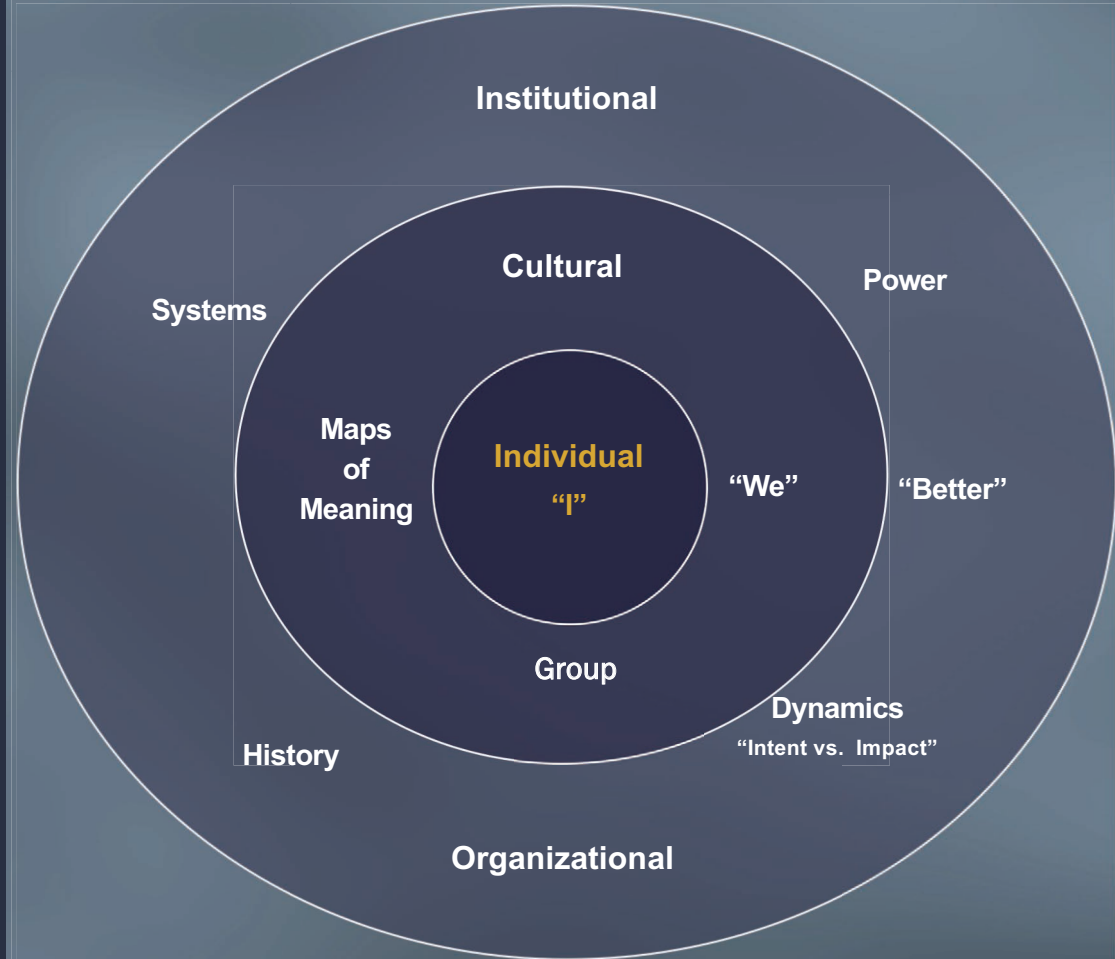 Institutional
Cultural
Power
Systems
Maps
of
Meaning
Individual
“I”
“We”
“Better”
Group
Dynamics
“Intent vs. Impact”
History
Organizational